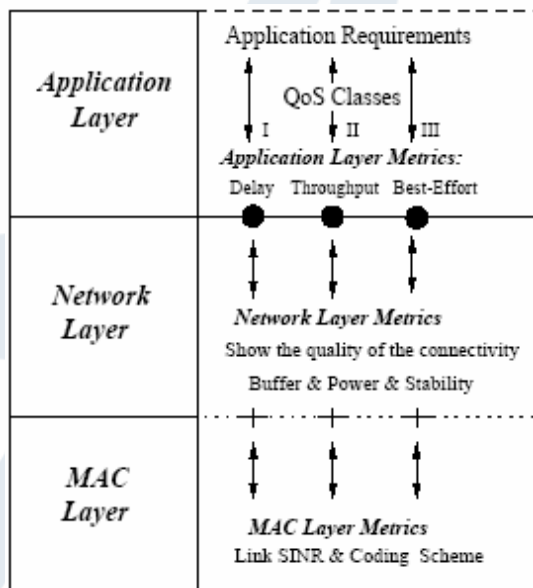 Application
Layer
Application Requirements
QoS Classes
I II III
Application Layer Metrics:
Delay Throughput Best-Effort
Network
Layer
Network Layer Metrics
Show the quality of the connectivity
Buffer & Power & Stability
MAC
Layer
MAC Layer Metrics
Link SINR & Coding Scheme